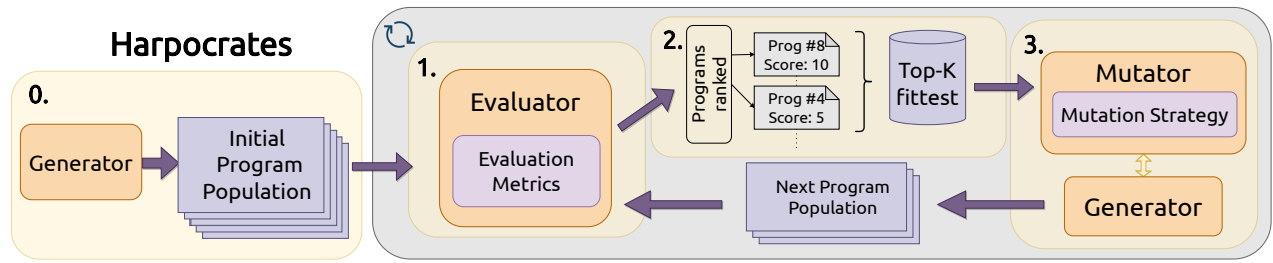 Harpocrates
0.
Generator
Initial
Program
Population
1.
Evaluator
Evaluation
Metrics
2.
Programs
ranked
Prog #8
Score: 10
Prog #4
Score: 5
Top-K
fittest
3.
Mutator
Mutation Strategy
Generator
Next Program
Population